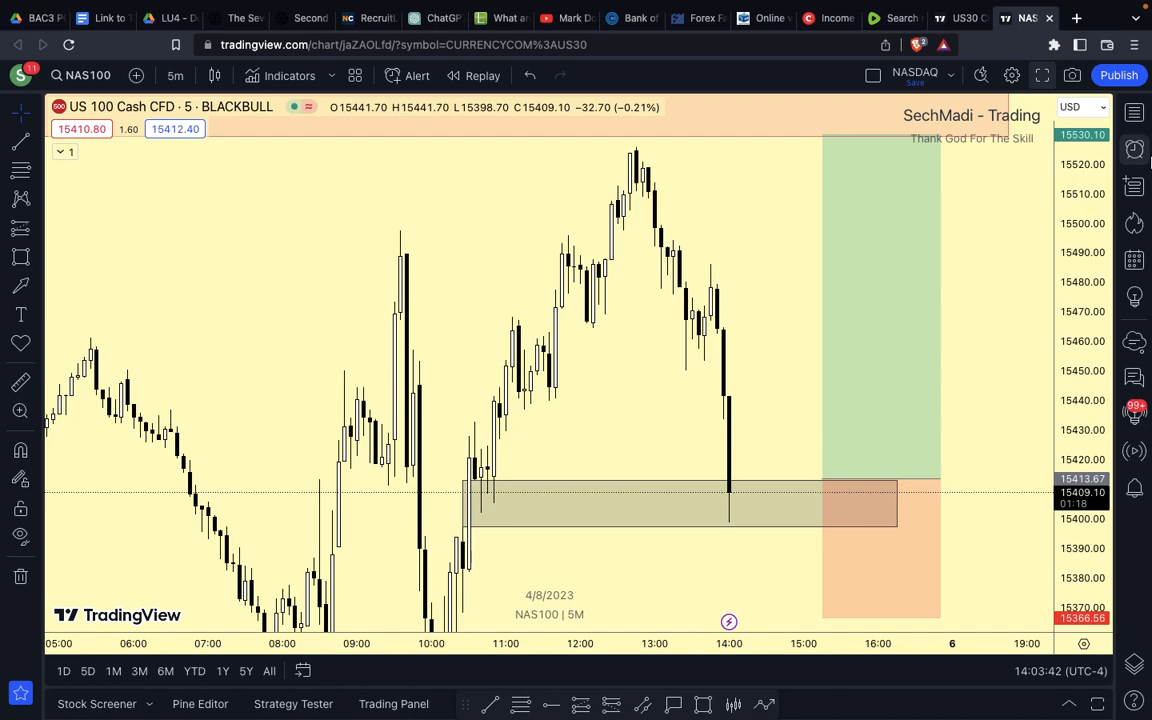 BAC3 P
Link to T
LU4 - D
The Sev
Second
Recruitl
ChatGP
What ar
Mark Do
Bank of
Forex Fa
Online v
Income
Search r
US30 C
NAS
tradingview.com/chart/jaZAOLfd/?symbol=CURRENCYCOM%3AUS30
2
S
11
NAS100
5m
Indicators
Alert
Replay
NASDAQ
Save
Publish
US 100 Cash CFD · 5 · BLACKBULL
O15441.70 H15441.70 L15398.70 C15409.10 −32.70 (−0.21%)
15410.80
1.60
15412.40
1
SechMadi - Trading
Thank God For The Skill
USD
15530.10
15520.00
15510.00
15500.00
15490.00
15480.00
15470.00
15460.00
15450.00
15440.00
15430.00
15420.00
15413.67
15409.10
01:18
15400.00
15390.00
15380.00
15370.00
15366.56
99+
4/8/2023
NAS100 | 5M
TradingView
05:00
06:00
07:00
08:00
09:00
10:00
11:00
12:00
13:00
14:00
15:00
16:00
6
19:00
1D 5D 1M 3M 6M YTD 1Y 5Y All
14:03:42 (UTC-4)
Stock Screener
Pine Editor
Strategy Tester
Trading Panel